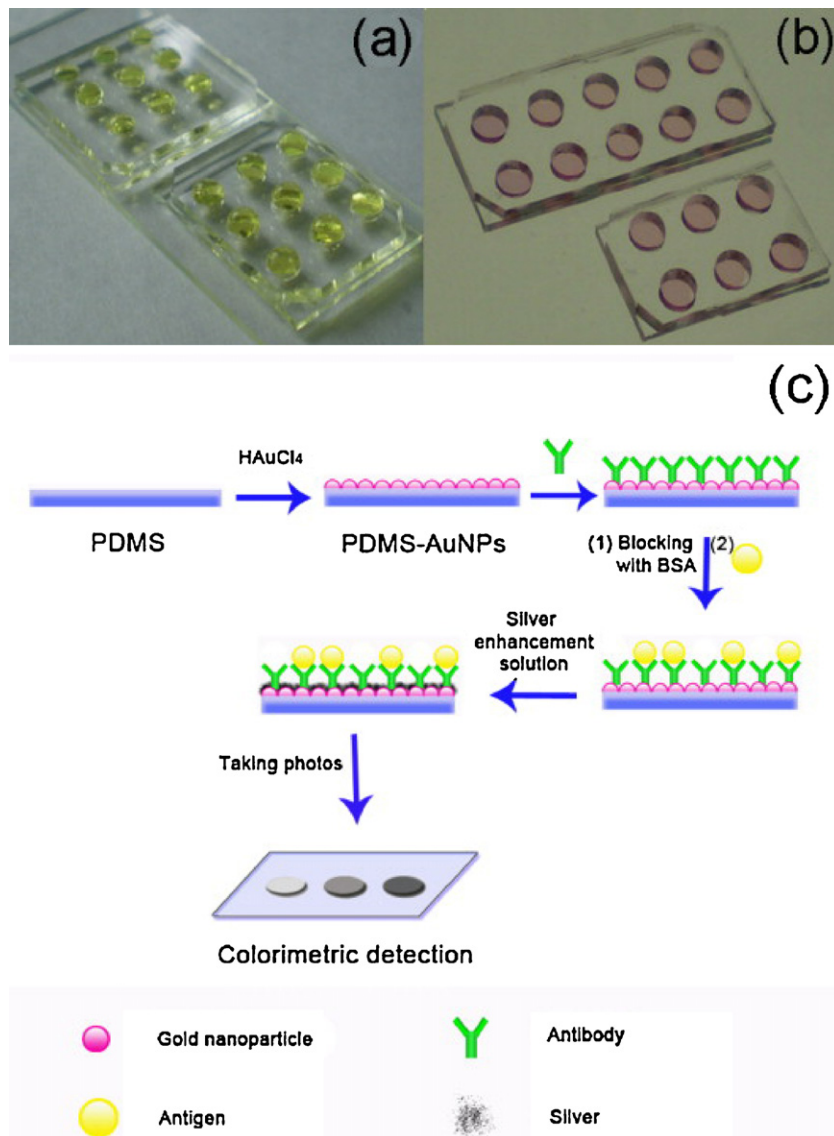 (a)
(b)
(c)
HAuCl4
PDMS
PDMS-AuNPs
(1) Blocking (2)
with BSA
Silver
enhancement
solution
Taking photos
Colorimetric detection
Gold nanoparticle
Antibody
Antigen
Silver